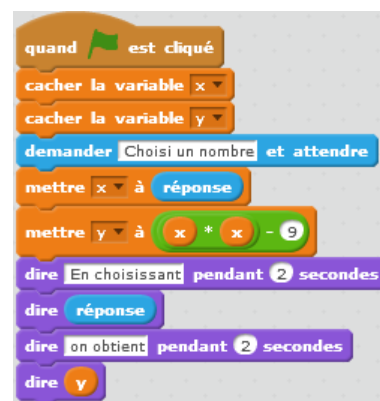 quand est cliqué
cacher la variable x
cacher la variable y
demander Choisi un nombre et attendre
mettre x à réponse
mettre y à x * x - 9
dire En choisissant pendant 2 secondes
dire réponse
dire on obtient pendant 2 secondes
dire y